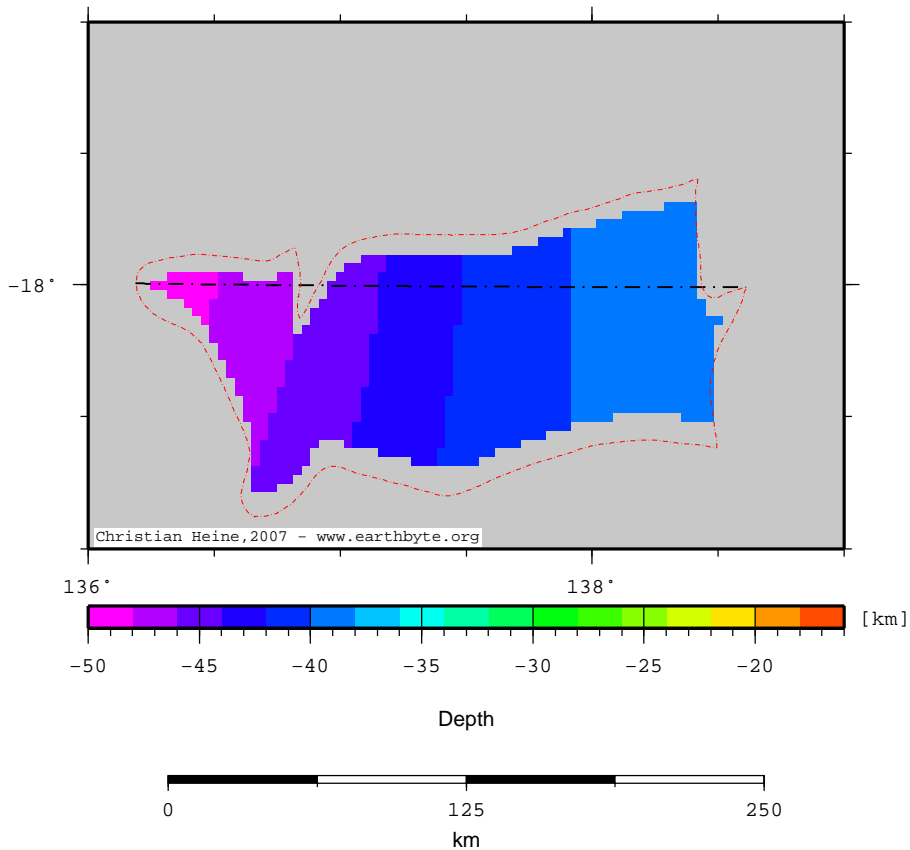 −18°
Christian Heine,2007 - www.earthbyte.org
136° 138°
[km]
−50 −45 −40 −35 −30 −25 −20
Depth
0 125 250
km